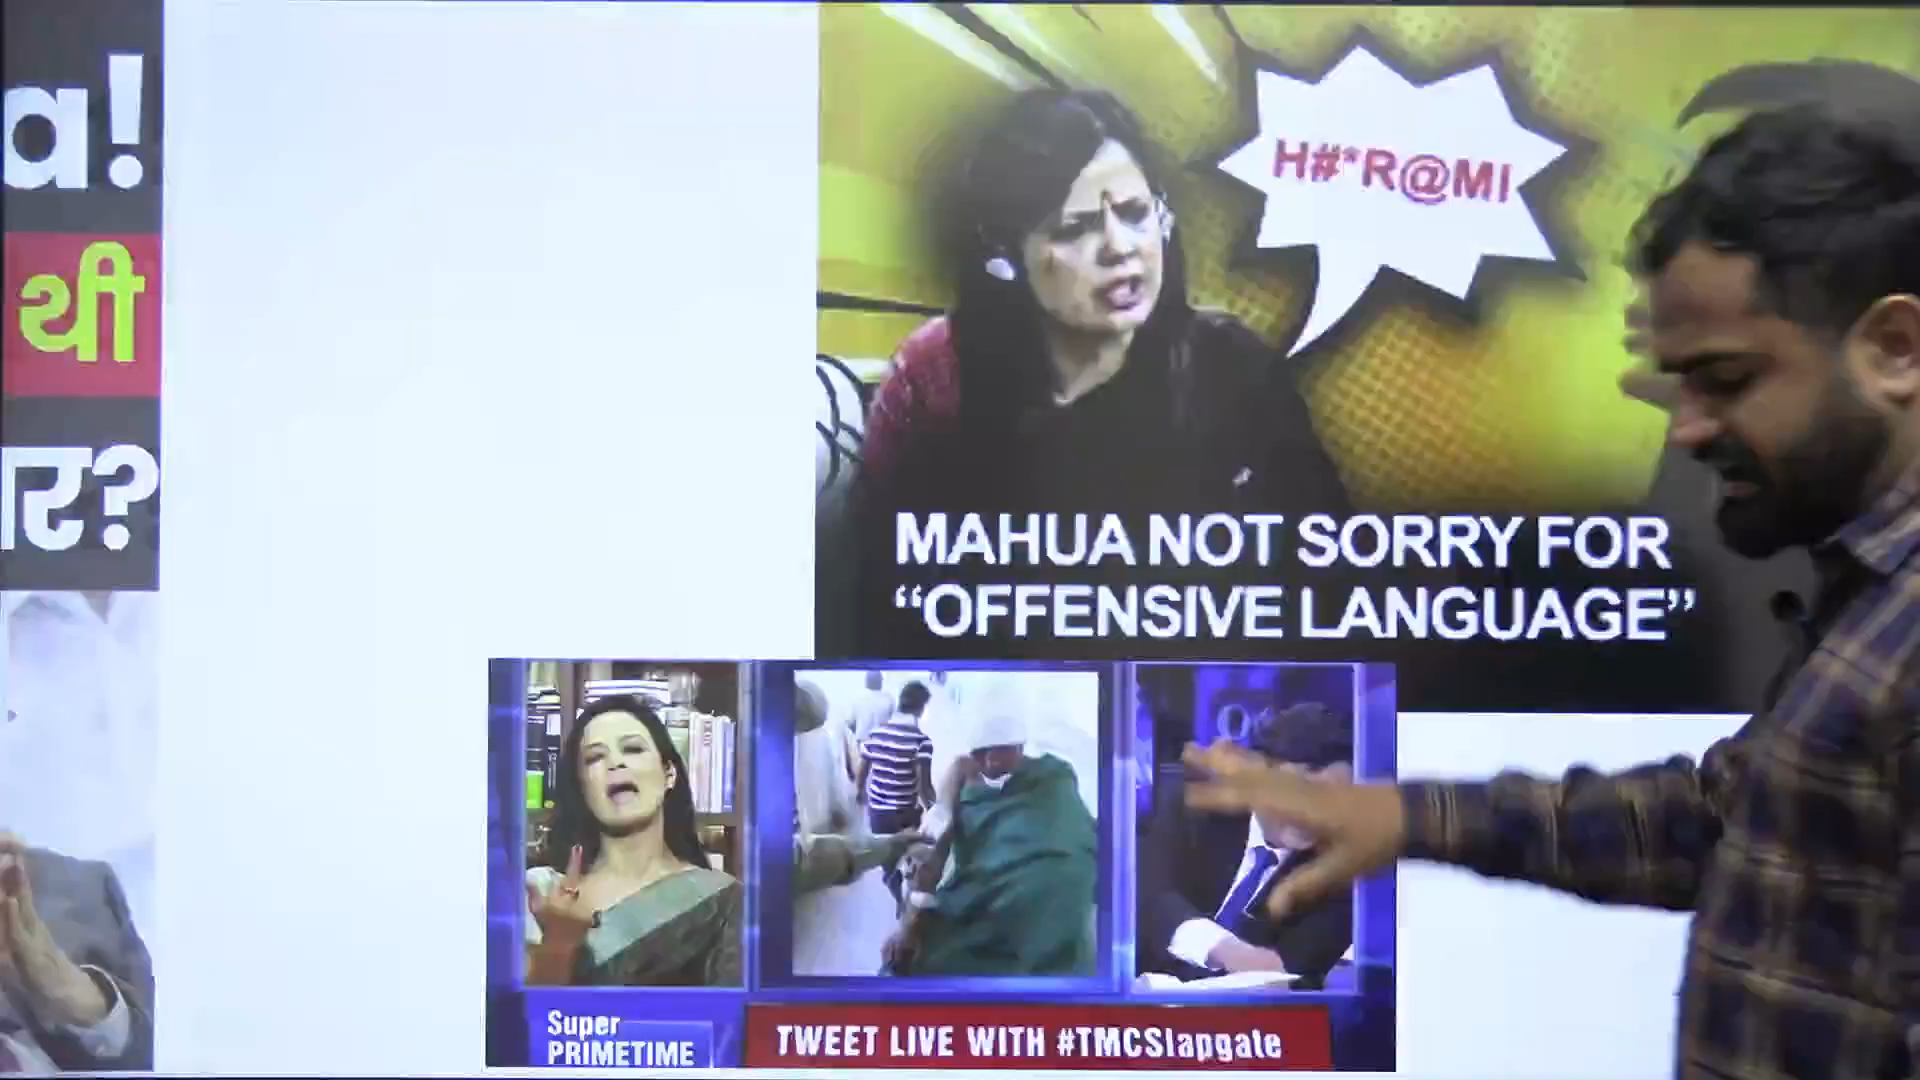 व!
थी
ार?
H#*R@MI
MAHUA NOT SORRY FOR
“OFFENSIVE LANGUAGE”
Super
PRIMETIME
TWEET LIVE WITH #TMCSlapgate